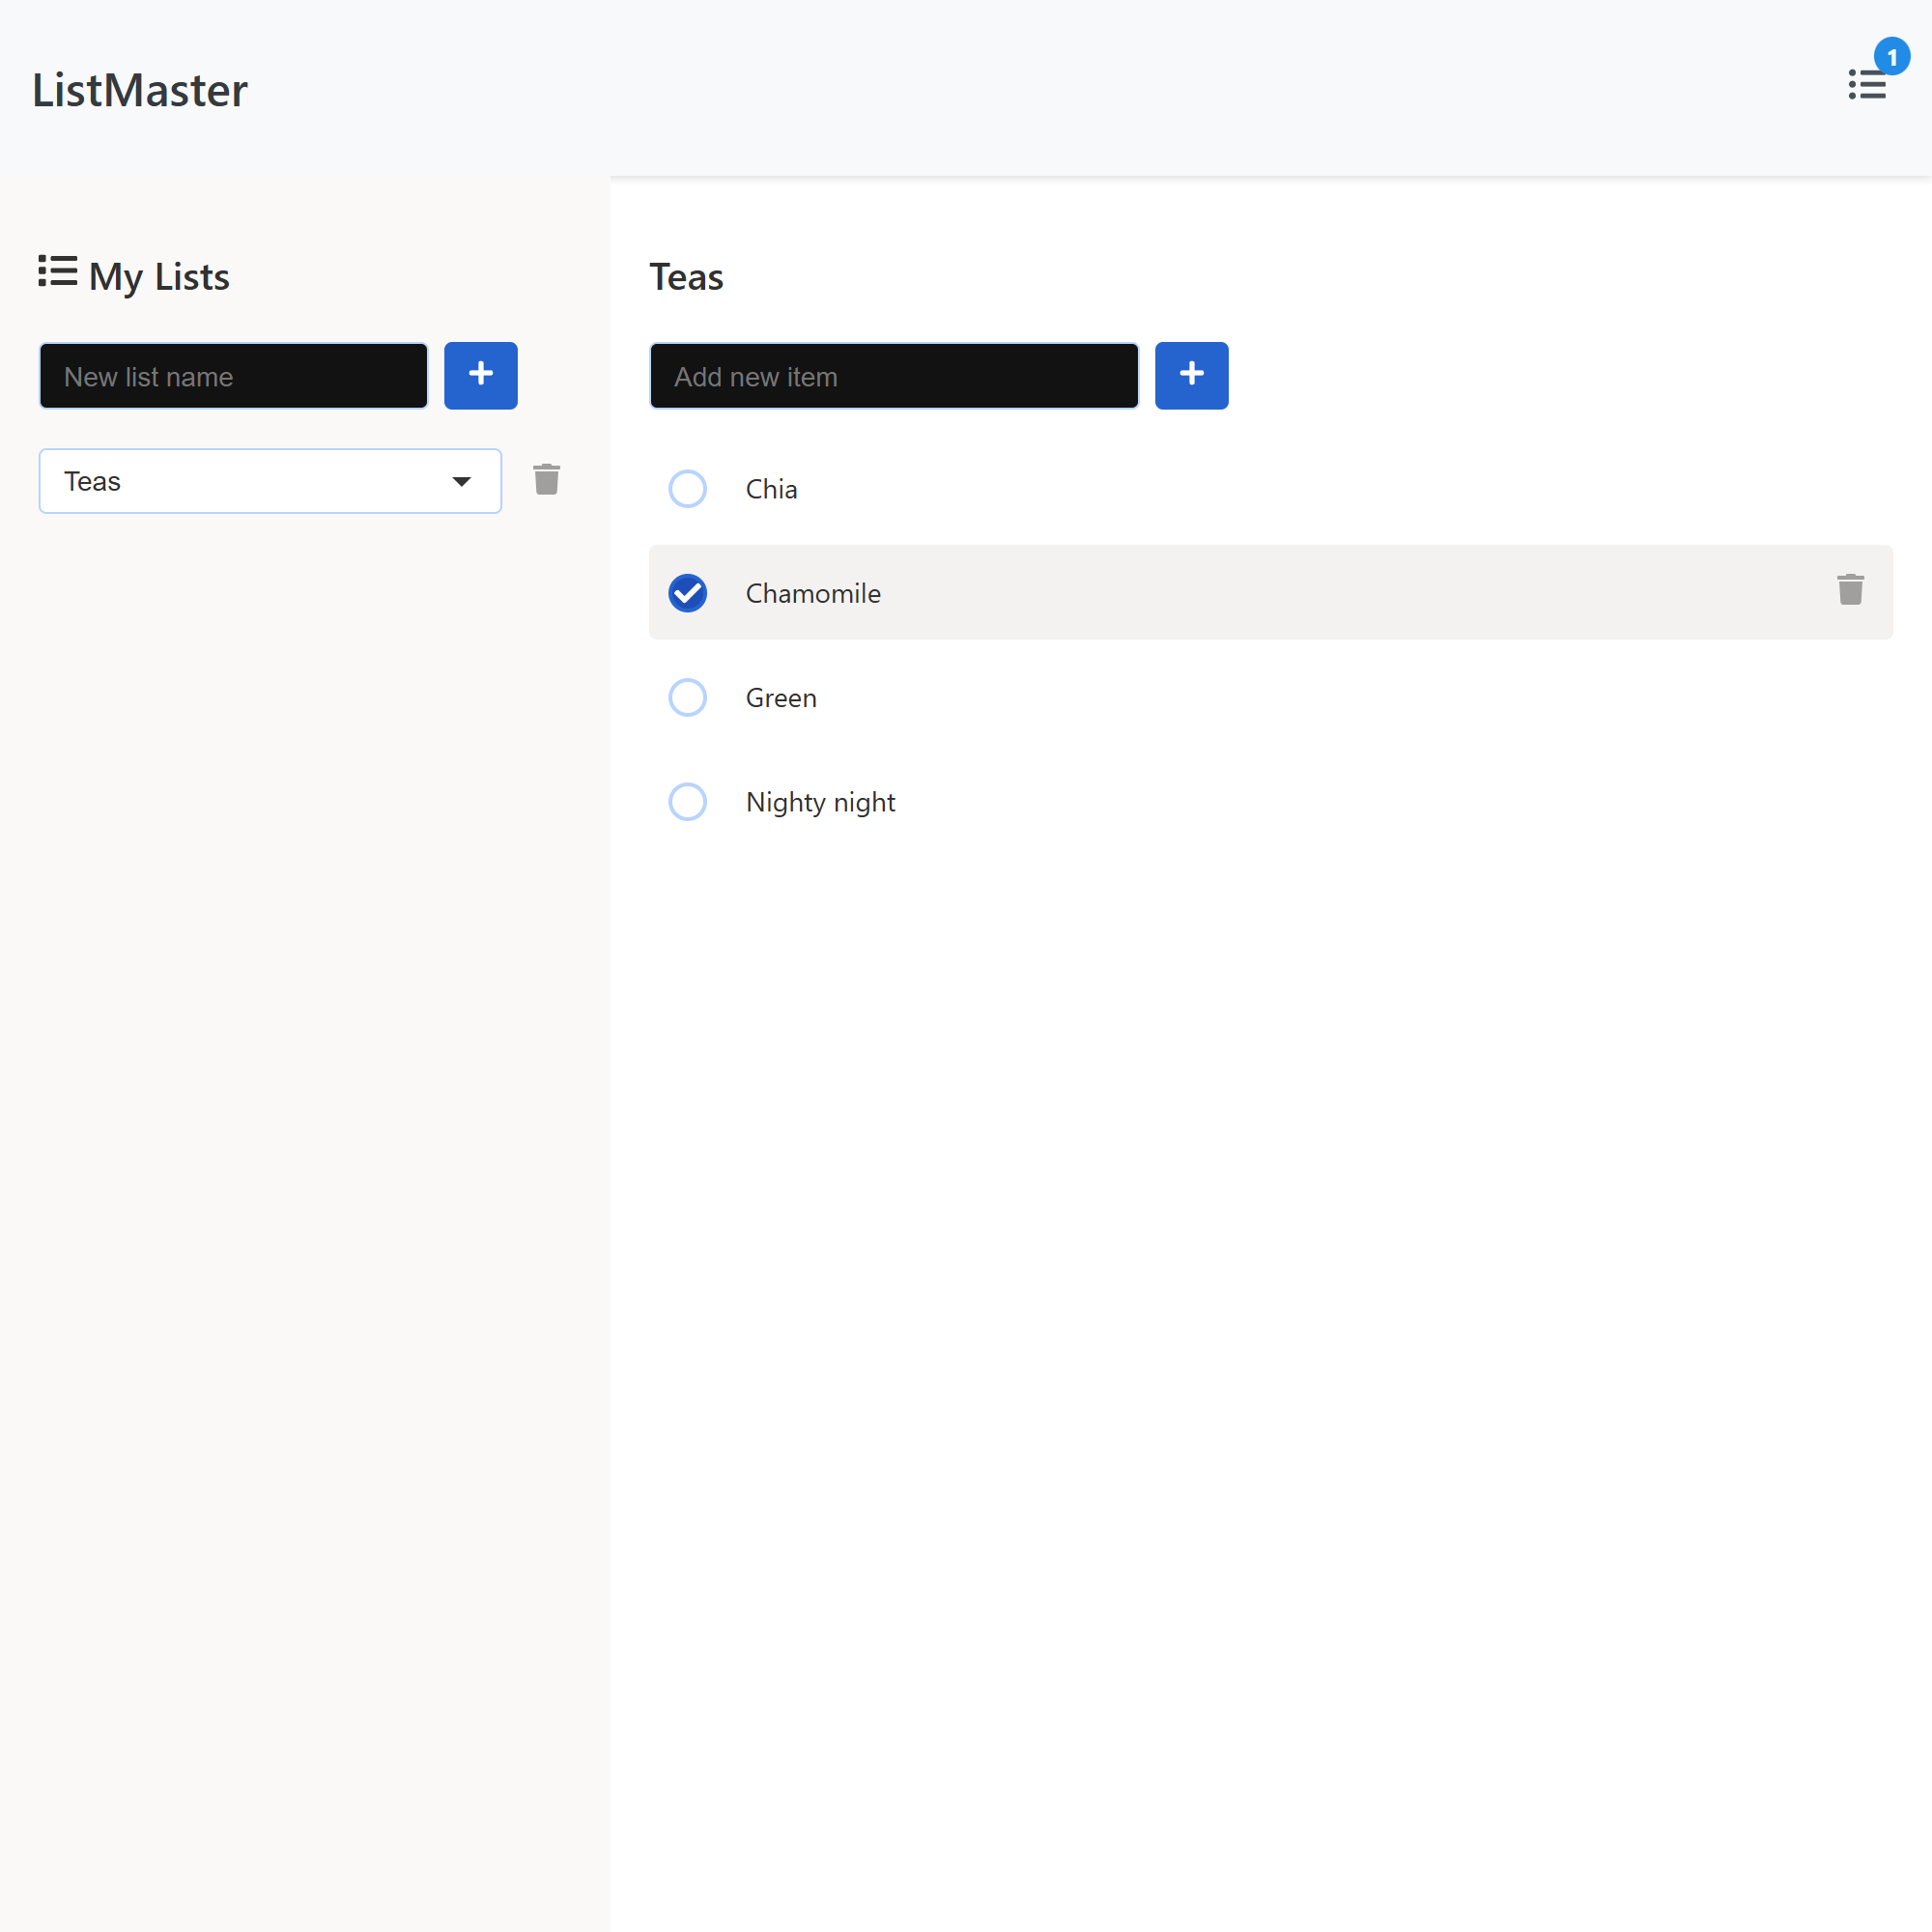 ListMaster
1
My Lists
New list name
Teas
Teas
Add new item
Chia
Chamomile
Green
Nighty night